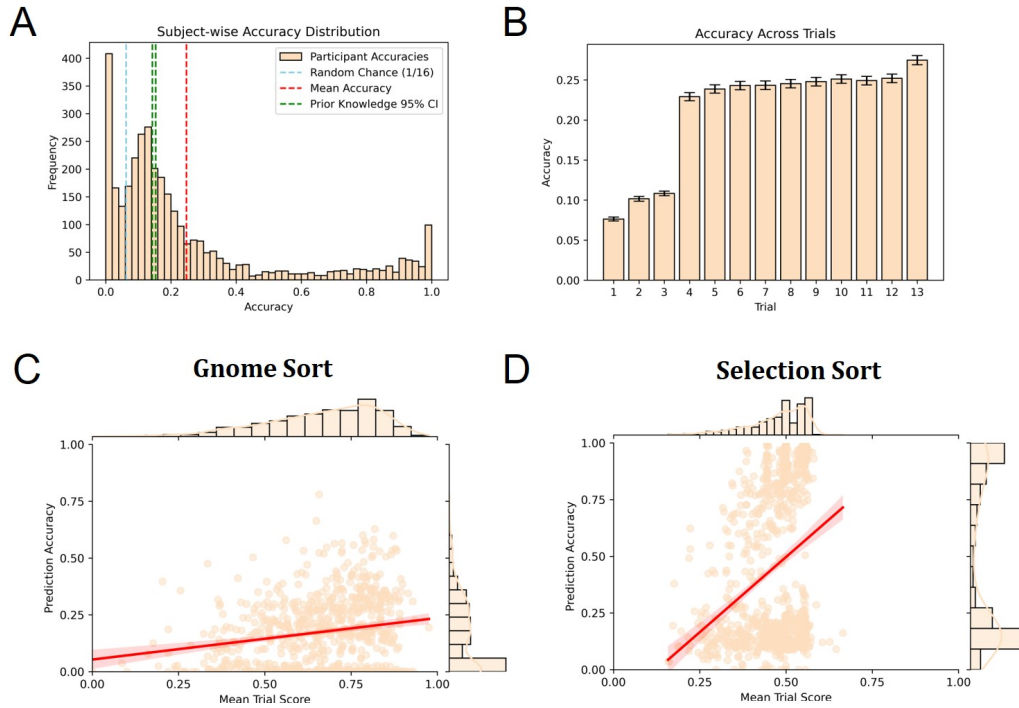 A
Subject-wise Accuracy Distribution
Participant Accuracies
Random Chance (1/16)
Mean Accuracy
Prior Knowledge 95% CI
Frequency
400
350
300
250
200
150
100
50
0
0.0 0.2 0.4 0.6 0.8 1.0
Accuracy
B
Accuracy Across Trials
Accuracy
0.25
0.20
0.15
0.10
0.05
0.00
1 2 3 4 5 6 7 8 9 10 11 12 13
Trial
C
Gnome Sort
Prediction Accuracy
1.00
0.75
0.50
0.25
0.00
0.00 0.25 0.50 0.75 1.00
Mean Trial Score
D
Selection Sort
Prediction Accuracy
1.00
0.75
0.50
0.25
0.00
0.00 0.25 0.50 0.75 1.00
Mean Trial Score